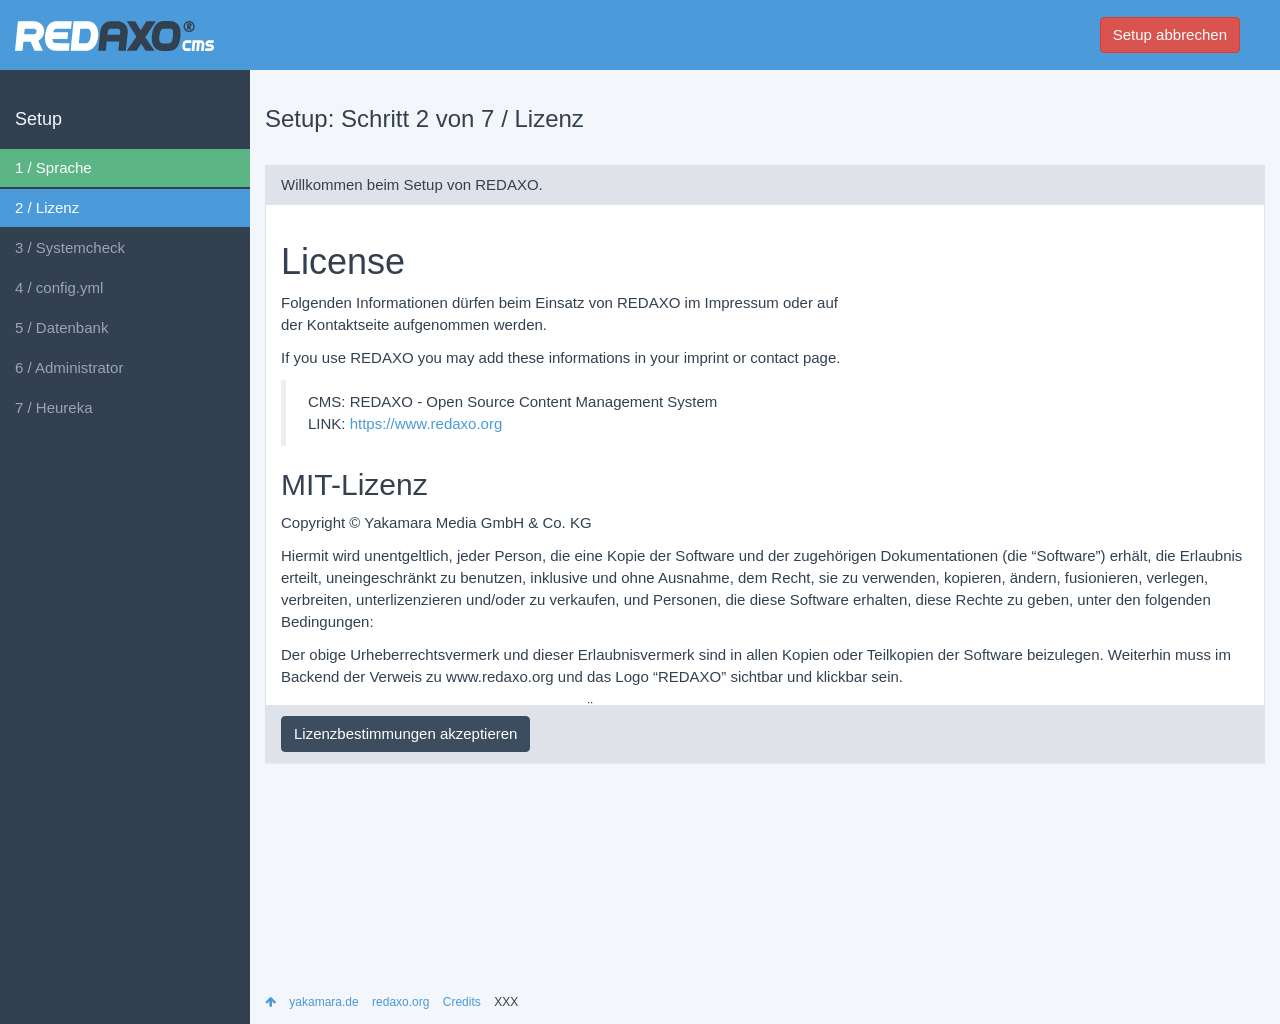 REDAXO® cms
Setup abbrechen
Setup
1 / Sprache
2 / Lizenz
3 / Systemcheck
4 / config.yml
5 / Datenbank
6 / Administrator
7 / Heureka
Setup: Schritt 2 von 7 / Lizenz
Willkommen beim Setup von REDAXO.
License
Folgenden Informationen dürfen beim Einsatz von REDAXO im Impressum oder auf
der Kontaktseite aufgenommen werden.
If you use REDAXO you may add these informations in your imprint or contact page.
CMS: REDAXO - Open Source Content Management System
LINK: https://www.redaxo.org
MIT-Lizenz
Copyright © Yakamara Media GmbH & Co. KG
Hiermit wird unentgeltlich, jeder Person, die eine Kopie der Software und der zugehörigen Dokumentationen (die “Software”) erhält, die Erlaubnis
erteilt, uneingeschränkt zu benutzen, inklusive und ohne Ausnahme, dem Recht, sie zu verwenden, kopieren, ändern, fusionieren, verlegen,
verbreiten, unterlizenzieren und/oder zu verkaufen, und Personen, die diese Software erhalten, diese Rechte zu geben, unter den folgenden
Bedingungen:
Der obige Urheberrechtsvermerk und dieser Erlaubnisvermerk sind in allen Kopien oder Teilkopien der Software beizulegen. Weiterhin muss im
Backend der Verweis zu www.redaxo.org und das Logo “REDAXO” sichtbar und klickbar sein.
Lizenzbestimmungen akzeptieren
yakamara.de redaxo.org Credits XXX